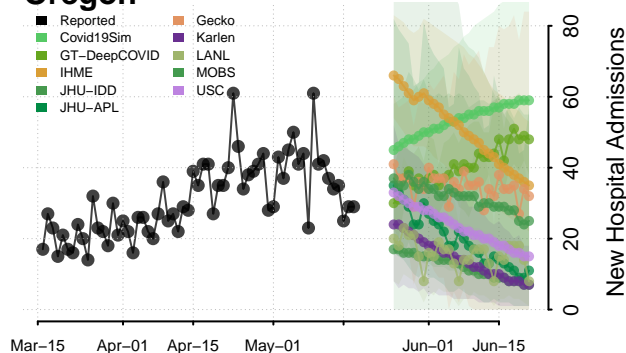 Oregon
Reported
Covid19Sim
GT−DeepCOVID
IHME
JHU−IDD
JHU−APL
Gecko
Karlen
LANL
MOBS
USC
0
20
40
60
80
New Hospital Admissions
Mar−15
Apr−01
Apr−15
May−01
Jun−01
Jun−15